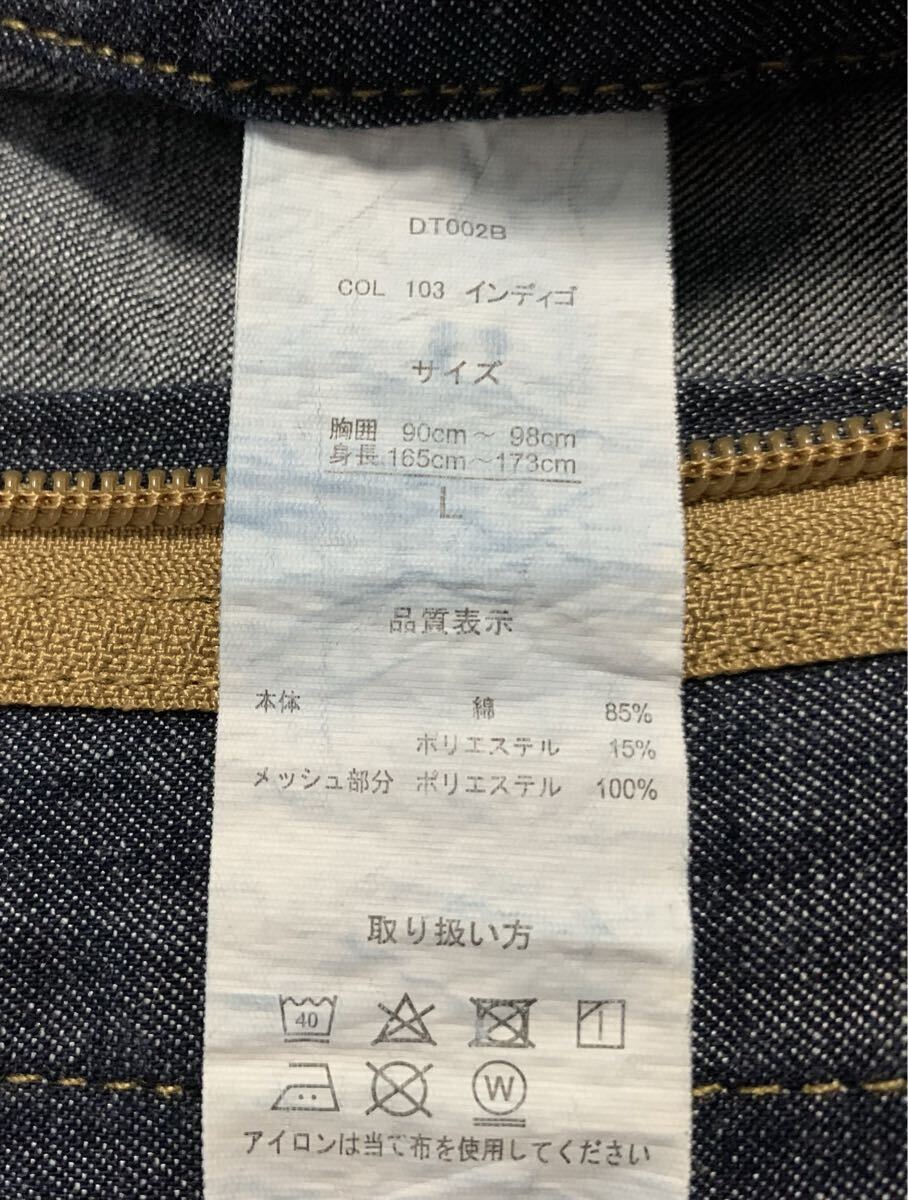 DT002B
COL 103 インディゴ
サイズ
胸囲 90cm～ 98cm
身長 165cm～173cm
L
品質表示
本体 綿 85%
ポリエステル 15%
メッシュ部分 ポリエステル 100%
取り扱い方
40
W
アイロンは当て布を使用してください